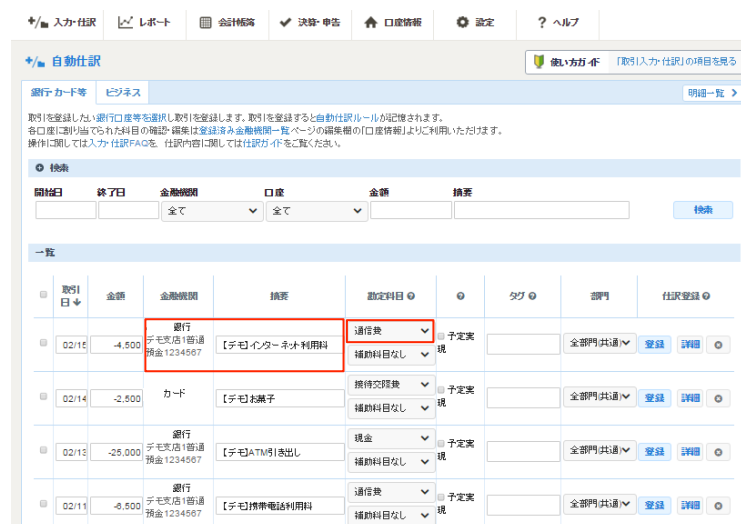 入力・仕訳 レポート 会計帳簿 決算・申告 口座情報 設定 ? ヘルプ
自動仕訳 使い方ガイド 「取引入力・仕訳」の項目を見る
銀行・カード等 ビジネス 明細一覧
取引を登録したい銀行口座等を選択し取引を登録します。取引を登録すると自動仕訳ルールが記憶されます。
各口座に割り当てられた科目の確認・編集は登録済み金融機関一覧ページの編集欄の「口座情報」よりご利用いただけます。
操作に関しては入力・仕訳FAQを、仕訳内容に関しては仕訳ガイドをご覧ください。
検索
開始日 終了日 金融機関 口座 金額 摘要
全て 全て 検索
一覧
取引日 金額 金融機関 摘要 勘定科目 タグ 部門 仕訳登録
02/15 -4,500 銀行 デモ支店1普通預金1234567 【デモ】インターネット利用料 通信費 補助科目なし 予定実現 全部門(共通) 登録 詳細
02/14 -2,500 カード 【デモ】お菓子 接待交際費 補助科目なし 予定実現 全部門(共通) 登録 詳細
02/13 -25,000 銀行 デモ支店1普通預金1234567 【デモ】ATM引き出し 現金 補助科目なし 予定実現 全部門(共通) 登録 詳細
02/11 -6,500 銀行 デモ支店1普通預金1234567 【デモ】携帯電話利用料 通信費 補助科目なし 予定実現 全部門(共通) 登録 詳細